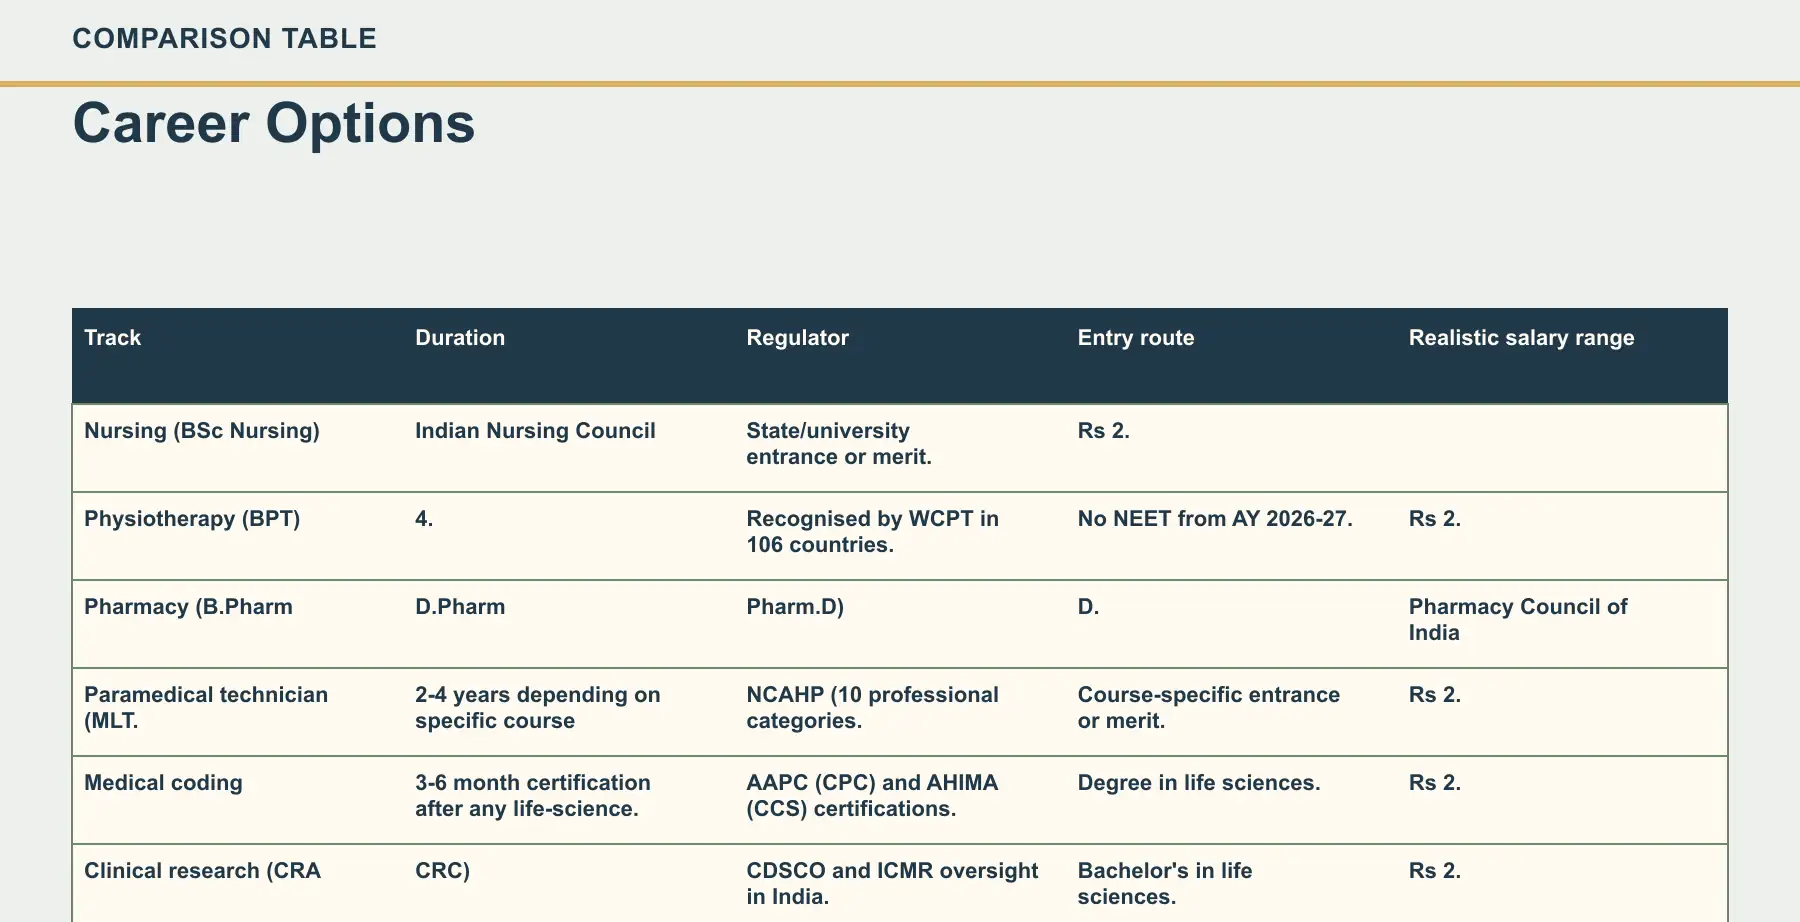 COMPARISON TABLE
Career Options
Track Duration Regulator Entry route Realistic salary range
Nursing (BSc Nursing) Indian Nursing Council State/university Rs 2.
entrance or merit.
Physiotherapy (BPT) 4. Recognised by WCPT in No NEET from AY 2026-27. Rs 2.
106 countries.
Pharmacy (B.Pharm D.Pharm Pharm.D) D. Pharmacy Council of
India
Paramedical technician 2-4 years depending on NCAHP (10 professional Course-specific entrance Rs 2.
(MLT. specific course categories. or merit.
Medical coding 3-6 month certification AAPC (CPC) and AHIMA Degree in life sciences. Rs 2.
after any life-science. (CCS) certifications.
Clinical research (CRA CRC) CDSCO and ICMR oversight Bachelor's in life Rs 2.
in India. sciences.